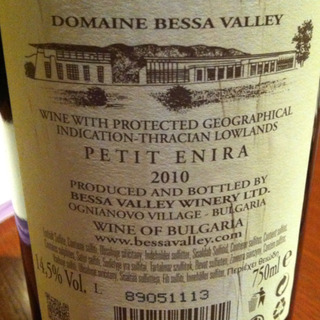 DOMAINE BESSA VALLEY
WINE WITH PROTECTED GEOGRAPHICAL
INDICATION-THRACIAN LOWLANDS
PETIT ENIRA
2010
PRODUCED AND BOTTLED BY
BESSA VALLEY WINERY LTD.
OGNIANOVO VILLAGE - BULGARIA
WINE OF BULGARIA
www.bessavalley.com
14,5% Vol. L
750ml e
89051113